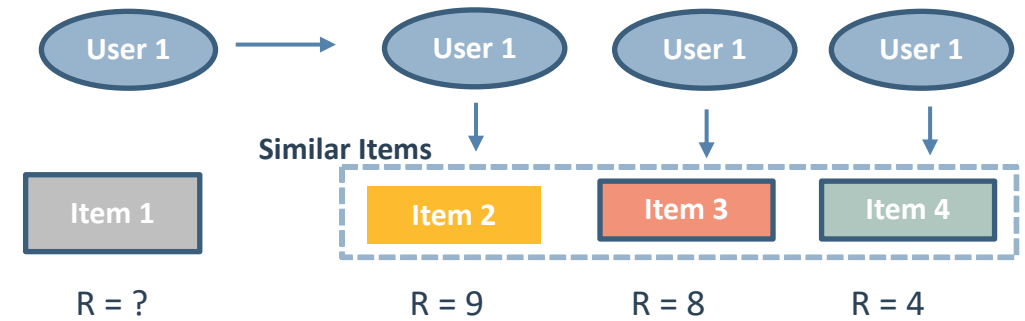 User 1
User 1
User 1
User 1
Similar Items
Item 1
Item 2
Item 3
Item 4
R = ?
R = 9
R = 8
R = 4